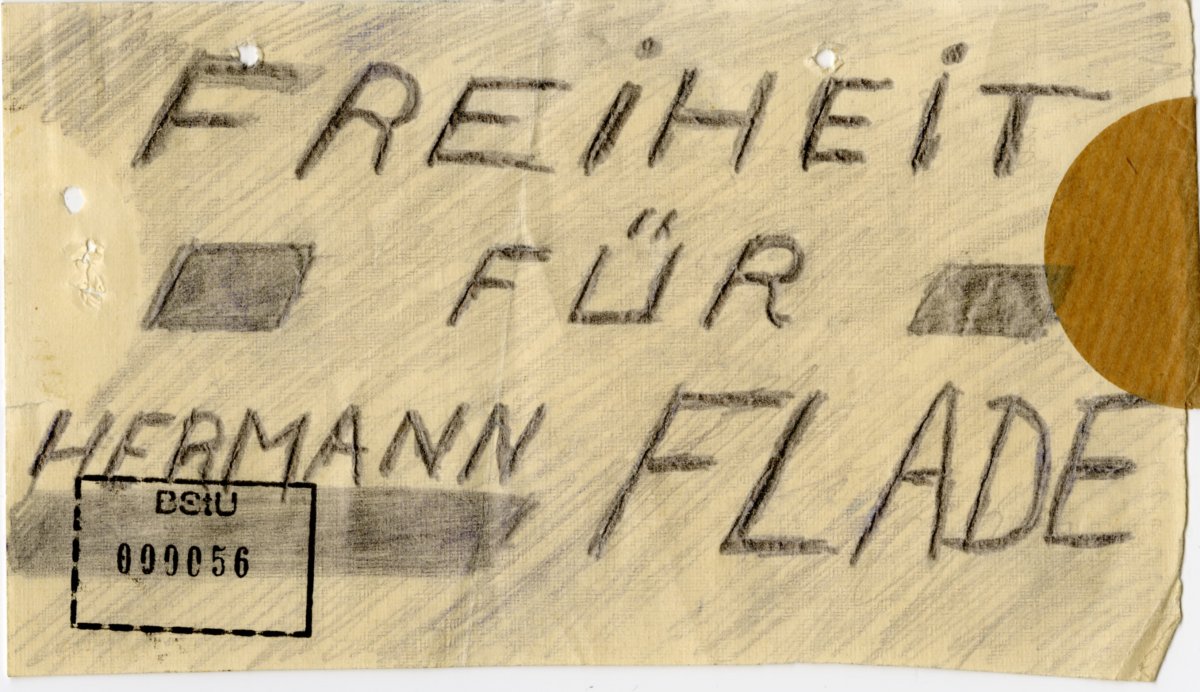 FREiHEiT
FÜR
HERMANN FLADE
BStU
000056